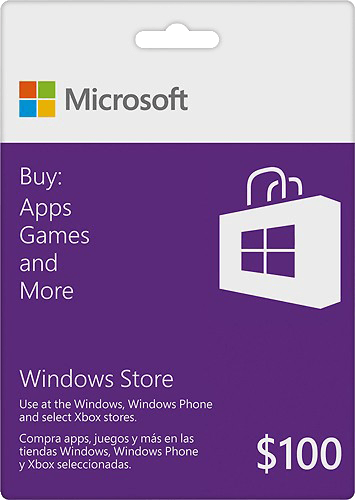 Microsoft
Buy:
Apps
Games
and
More
Windows Store
Use at the Windows, Windows Phone
and select Xbox stores.
Compra apps, juegos y más en las
tiendas Windows, Windows Phone
y Xbox seleccionadas.
$100